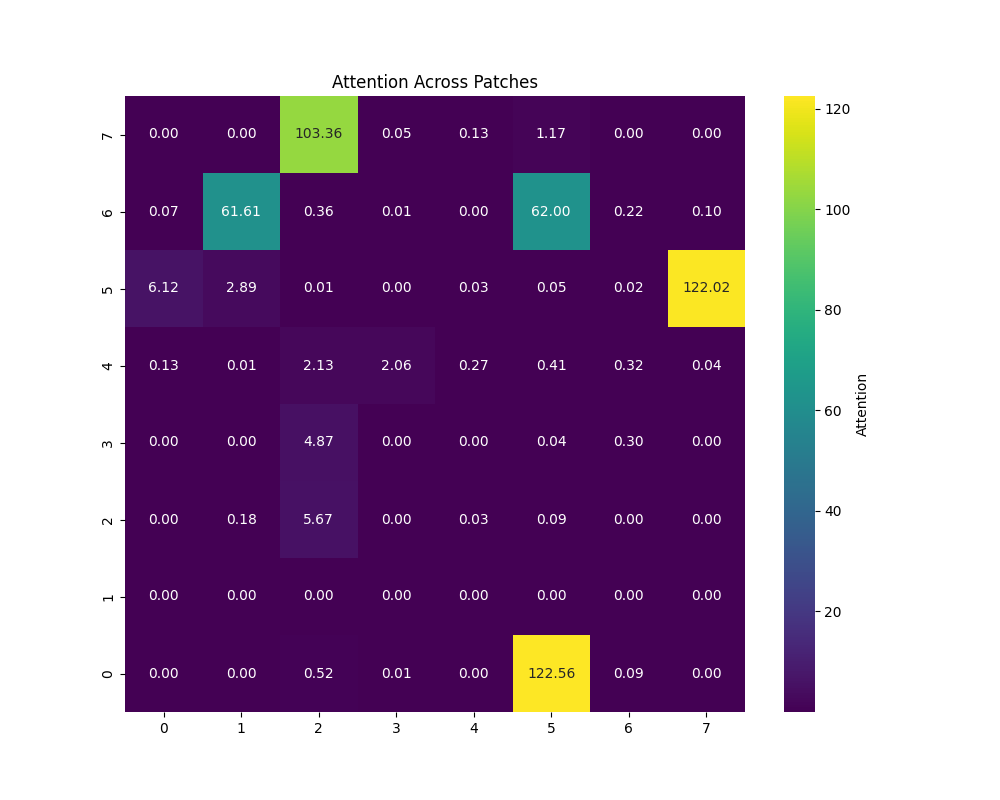 Attention Across Patches
7 0.00 0.00 103.36 0.05 0.13 1.17 0.00 0.00
6 0.07 61.61 0.36 0.01 0.00 62.00 0.22 0.10
5 6.12 2.89 0.01 0.00 0.03 0.05 0.02 122.02
4 0.13 0.01 2.13 2.06 0.27 0.41 0.32 0.04
3 0.00 0.00 4.87 0.00 0.00 0.04 0.30 0.00
2 0.00 0.18 5.67 0.00 0.03 0.09 0.00 0.00
1 0.00 0.00 0.00 0.00 0.00 0.00 0.00 0.00
0 0.00 0.00 0.52 0.01 0.00 122.56 0.09 0.00
0 1 2 3 4 5 6 7
120
100
80
60
40
20
Attention